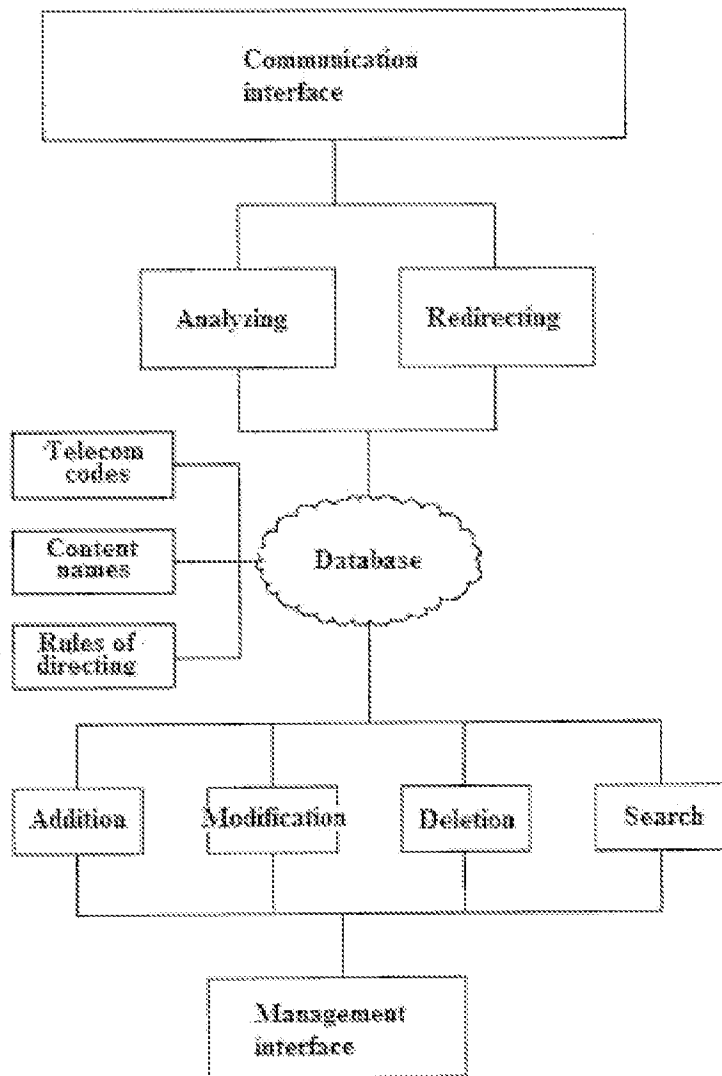 Communication
interface
Analyzing
Redirecting
Telecom
codes
Content
names
Rules of
directing
Database
Addition
Modification
Deletion
Search
Management
interface